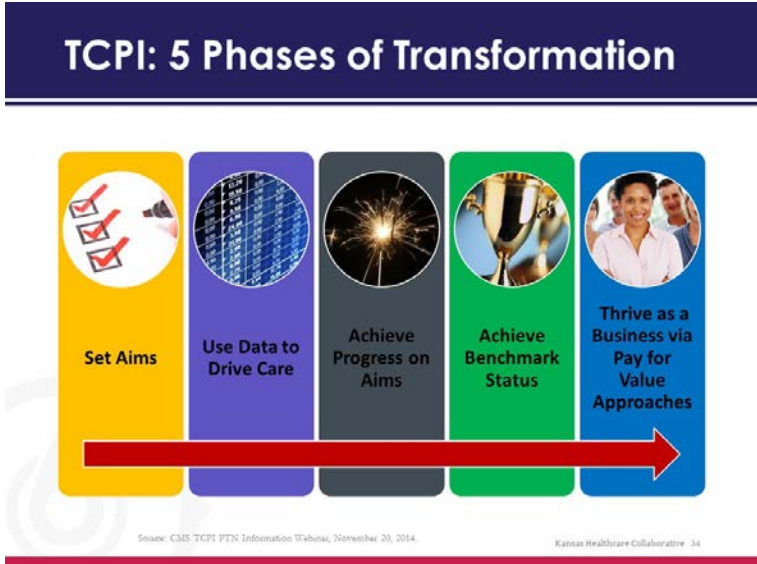 TCPI: 5 Phases of Transformation
Set Aims
Use Data to
Drive Care
Achieve
Progress on
Aims
Achieve
Benchmark
Status
Thrive as a
Business via
Pay for
Value
Approaches
Source: CMS TCPI PTN Information Webinar, November 20, 2014.
Kansas Healthcare Collaborative 34